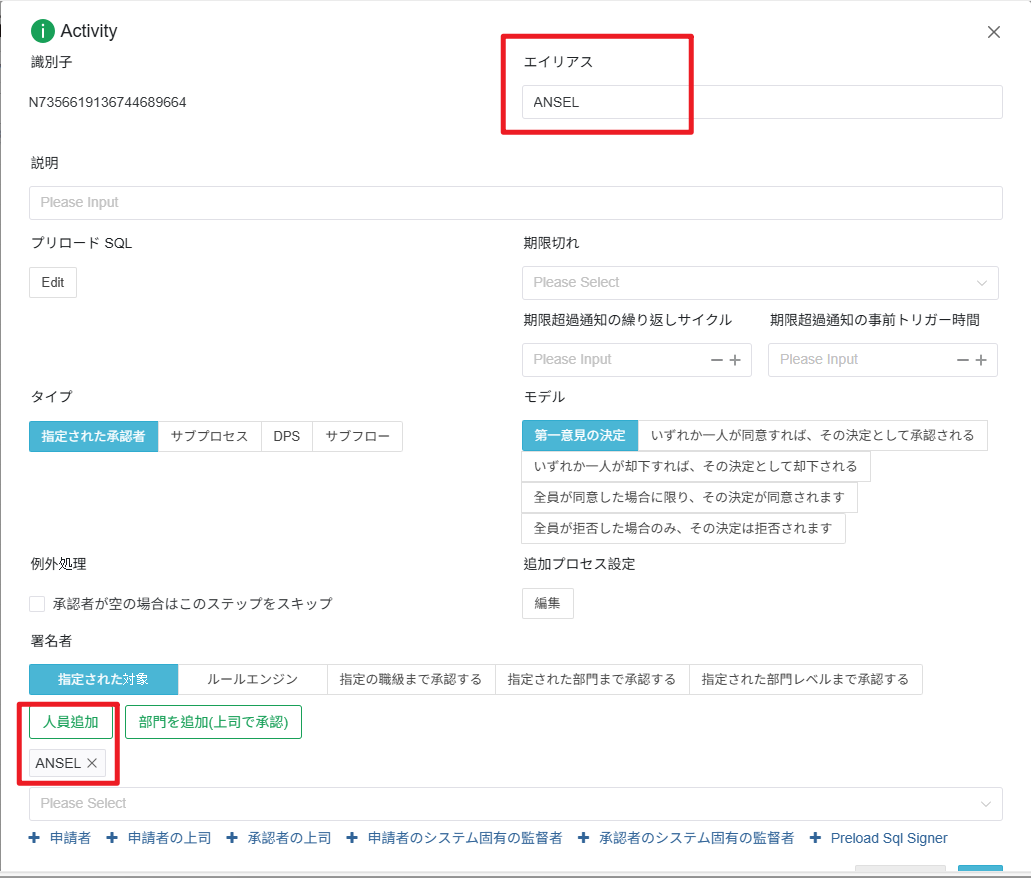 Activity
識別子
エイリアス
N7356619136744689664
ANSEL
説明
Please Input
プリロード SQL
期限切れ
Edit
Please Select
期限超過通知の繰り返しサイクル
期限超過通知の事前トリガー時間
Please Input
Please Input
タイプ
モデル
指定された承認者 サブプロセス DPS サブフロー
第一意見の決定 いずれか一人が同意すれば、その決定として承認される
いずれか一人が却下すれば、その決定として却下される
全員が同意した場合に限り、その決定が同意されます
全員が拒否した場合のみ、その決定は拒否されます
例外処理
追加プロセス設定
承認者が空の場合はこのステップをスキップ
編集
署名者
指定された対象 ルールエンジン 指定の職級まで承認する 指定された部門まで承認する 指定された部門レベルまで承認する
人員追加 部門を追加(上司で承認)
ANSEL
Please Select
申請者 申請者の上司 承認者の上司 申請者のシステム固有の監督者 承認者のシステム固有の監督者 Preload Sql Signer